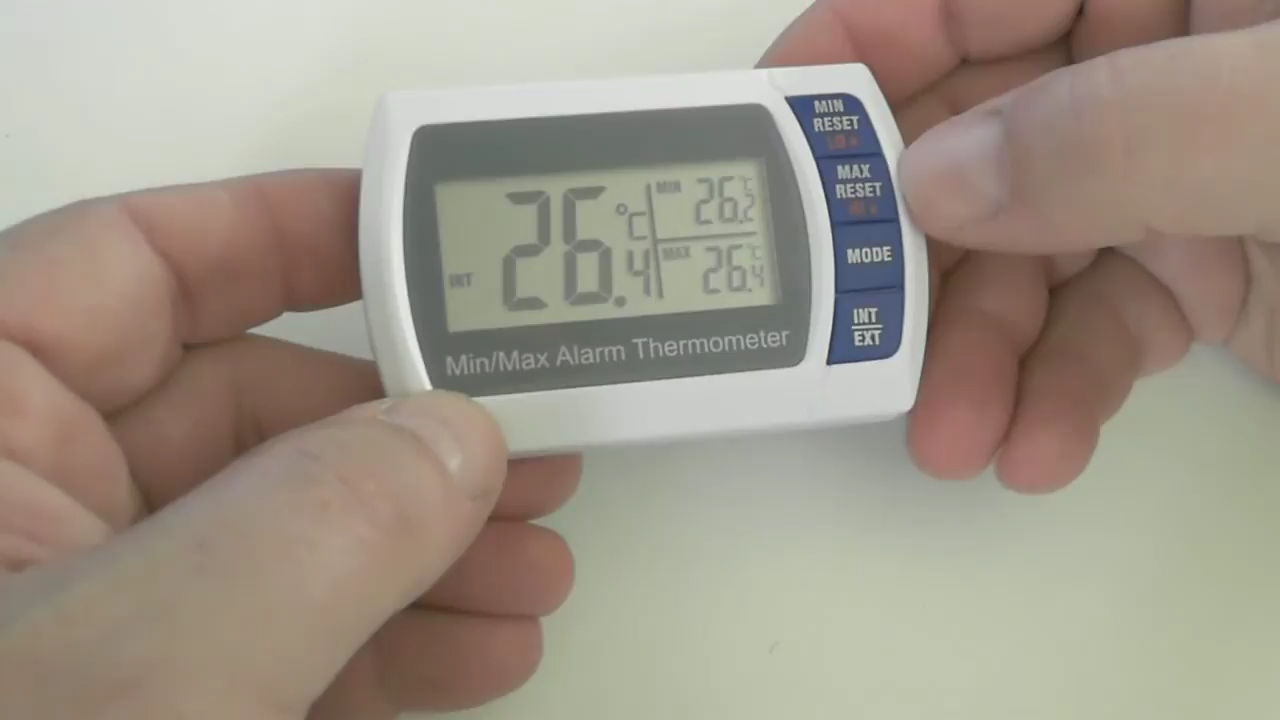 INT
26.4 °C
MIN
26.2 °C
MAX
26.4 °C
Min/Max Alarm Thermometer
MIN
RESET
MAX
RESET
MODE
INT
EXT